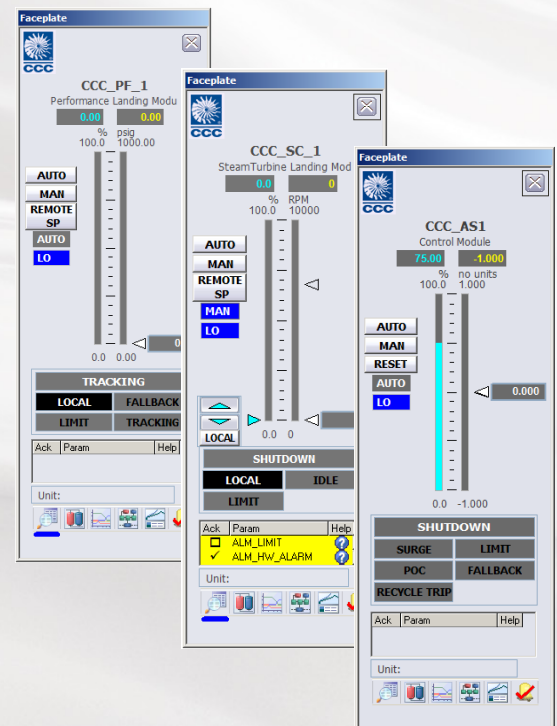 Faceplate
CCC
CCC_PF_1
Performance Landing Modu
0.00 0.00
% psig
100.0 1000.00
AUTO
MAN
REMOTE
SP
AUTO
LO
0.0 0.00
TRACKING
LOCAL FALLBACK
LIMIT TRACKING
Ack Param Help
Unit:
Faceplate
CCC
CCC_SC_1
SteamTurbine Landing Mod
0.0 0
% RPM
100.0 10000
AUTO
MAN
REMOTE
SP
MAN
LO
LOCAL
0.0 0
SHUTDOWN
LOCAL IDLE
LIMIT
Ack Param Help
ALM_LIMIT ?
ALM_HW_ALARM ?
Unit:
Faceplate
CCC
CCC_AS1
Control Module
75.00 -1.000
% no units
100.0 1.000
AUTO
MAN
RESET
AUTO
LO
0.000
0.0 -1.000
SHUTDOWN
SURGE LIMIT
POC FALLBACK
RECYCLE TRIP
Ack Param Help
Unit: